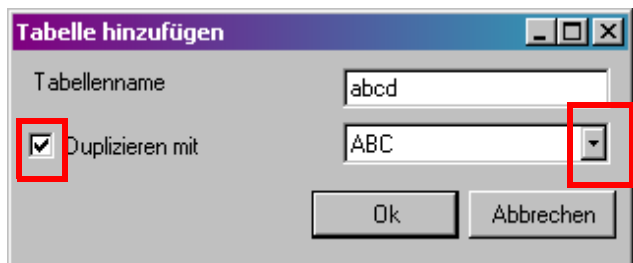 Tabelle hinzufügen
Tabellenname abcd
Duplizieren mit ABC
Ok Abbrechen